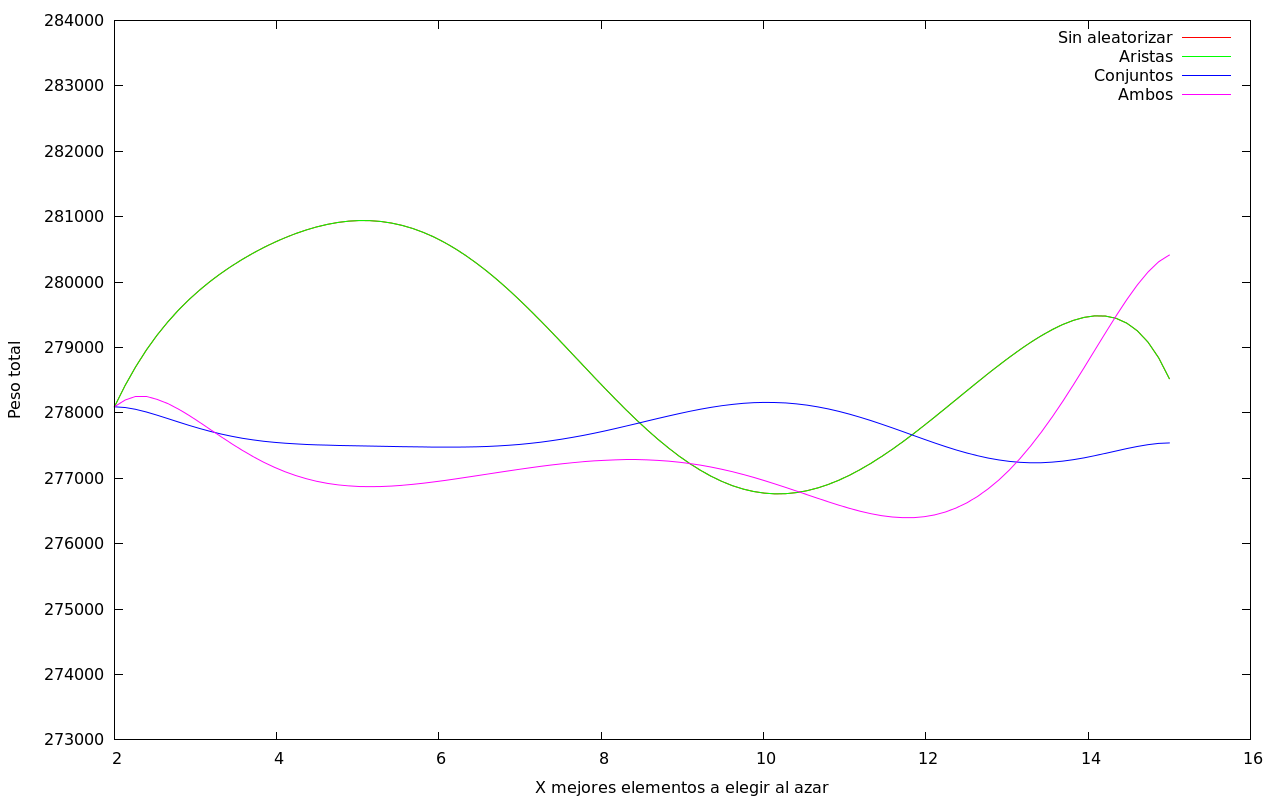 284000
283000
282000
281000
280000
279000
278000
277000
276000
275000
274000
273000
2 4 6 8 10 12 14 16
Peso total
X mejores elementos a elegir al azar
Sin aleatorizar
Aristas
Conjuntos
Ambos